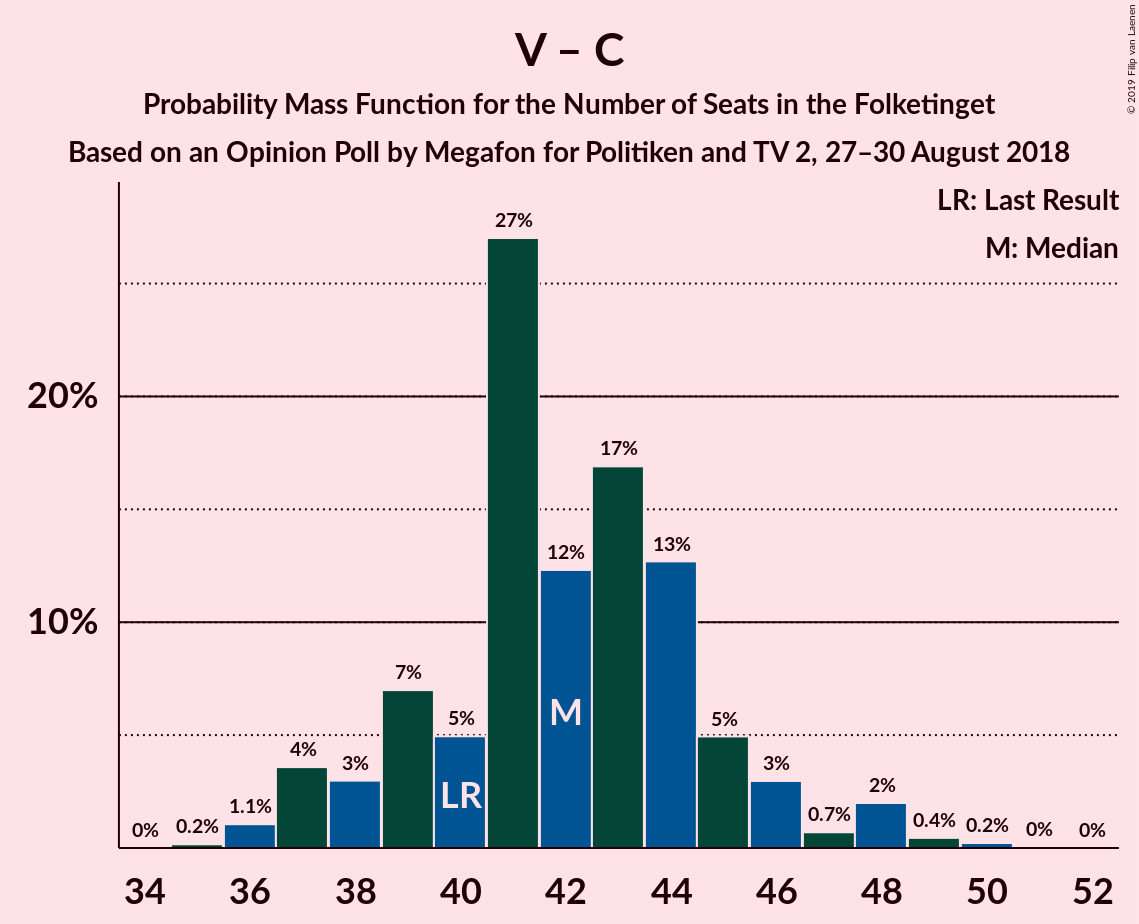 V – C
Probability Mass Function for the Number of Seats in the Folketinget
Based on an Opinion Poll by Megafon for Politiken and TV 2, 27–30 August 2018
© 2019 Filip van Laenen
LR: Last Result
M: Median
27%
20%
17%
13%
12%
10%
7%
M
5%
5%
4%
3%
3%
2%
LR
1.1%
0.7%
0.4%
0.2%
0.2%
0%
0%
0%
34 36 38 40 42 44 46 48 50 52